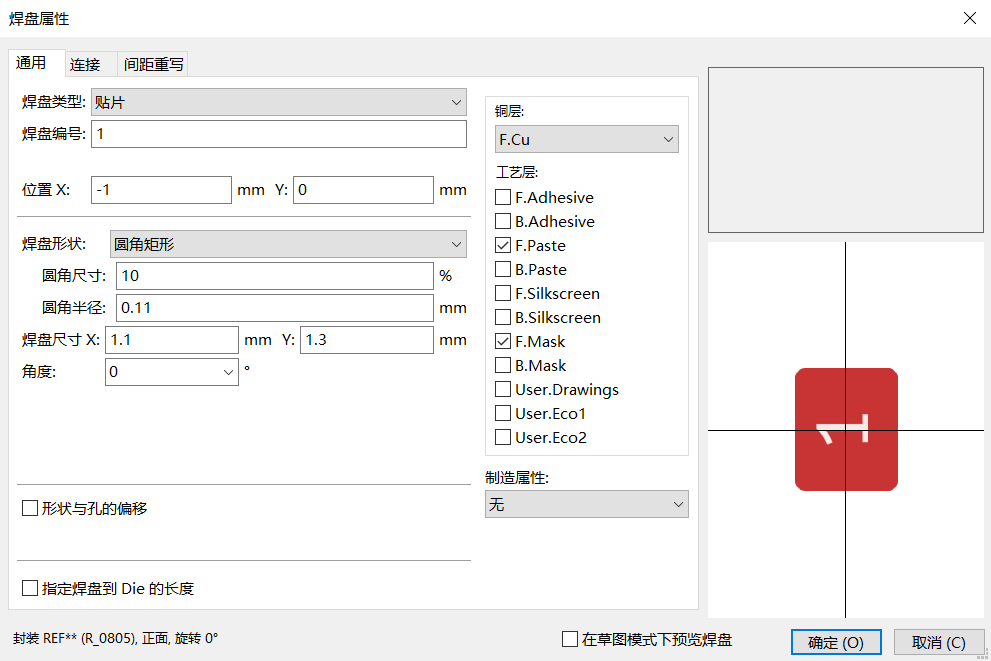 焊盘属性
通用 连接 间距重写
焊盘类型: 贴片
焊盘编号: 1
位置 X: -1 mm Y: 0 mm
焊盘形状: 圆角矩形
圆角尺寸: 10 %
圆角半径: 0.11 mm
焊盘尺寸 X: 1.1 mm Y: 1.3 mm
角度: 0 °
形状与孔的偏移
指定焊盘到 Die 的长度
铜层:
F.Cu
工艺层:
F.Adhesive
B.Adhesive
F.Paste
B.Paste
F.Silkscreen
B.Silkscreen
F.Mask
B.Mask
User.Drawings
User.Eco1
User.Eco2
制造属性:
无
1
封装 REF** (R_0805), 正面, 旋转 0°
在草图模式下预览焊盘
确定 (O) 取消 (C)